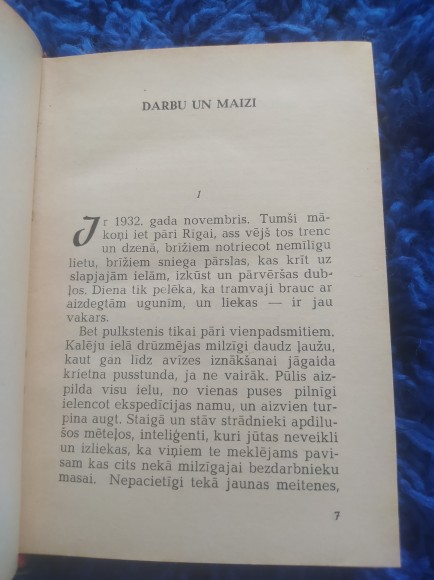 DARBU UN MAIZI
1
Ir 1932. gada novembris. Tumši mā-
koņi iet pāri Rīgai, ass vējš tos trenc
un dzenā, brīžiem notriecot nemīlīgu
lietu, brīžiem sniega pārslas, kas krīt uz
slapjajām ielām, izkūst un pārvēršas dub-
ļos. Diena tik pelēka, ka tramvaji brauc ar
aizdegtām ugunīm, un liekas — ir jau
vakars.
Bet pulkstenis tikai pāri vienpadsmitiem.
Kalēju ielā drūzmējas milzīgi daudz ļaužu,
kaut gan līdz avīzes iznākšanai jāgaida
krietna pusstunda, ja ne vairāk. Pūlis aiz-
pilda visu ielu, no vienas puses pilnīgi
ielencot ekspedīcijas namu, un aizvien tur-
pina augt. Staigā un stāv strādnieki apdilu-
šos mēteļos, inteliģenti, kuri jūtas neveikli
un izliekas, ka viņiem te meklējams pavi-
sam kas cits nekā milzīgajai bezdarbnieku
masai. Nepacietīgi tekā jaunas meitenes,
7